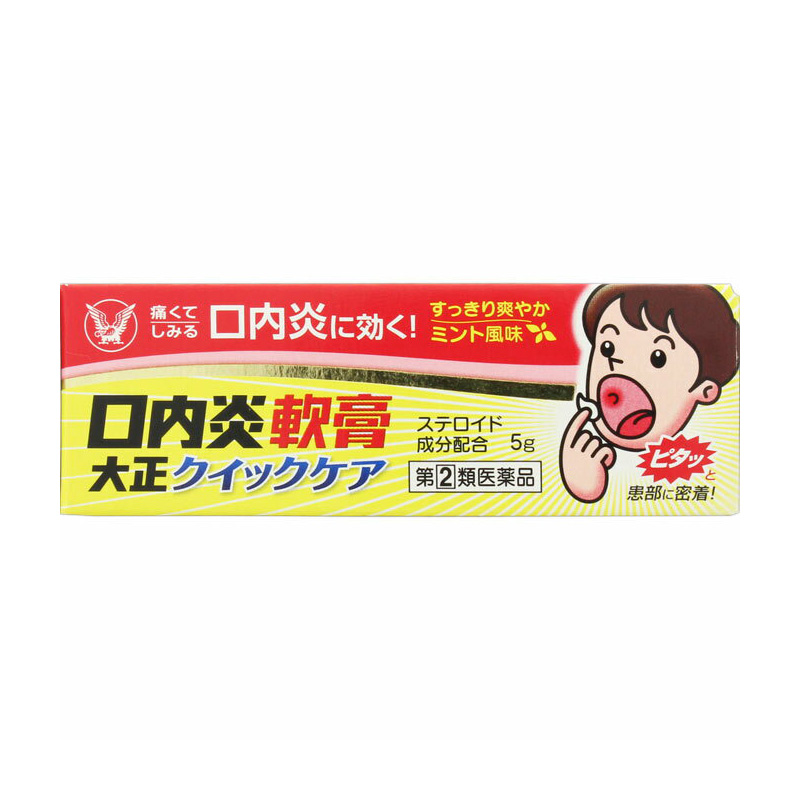 痛くて
しみる
口内炎に効く!
すっきり爽やか
ミント風味
口内炎軟膏
大正クイックケア
ステロイド
成分配合 5g
指②類医薬品
ピタッと
患部に密着!